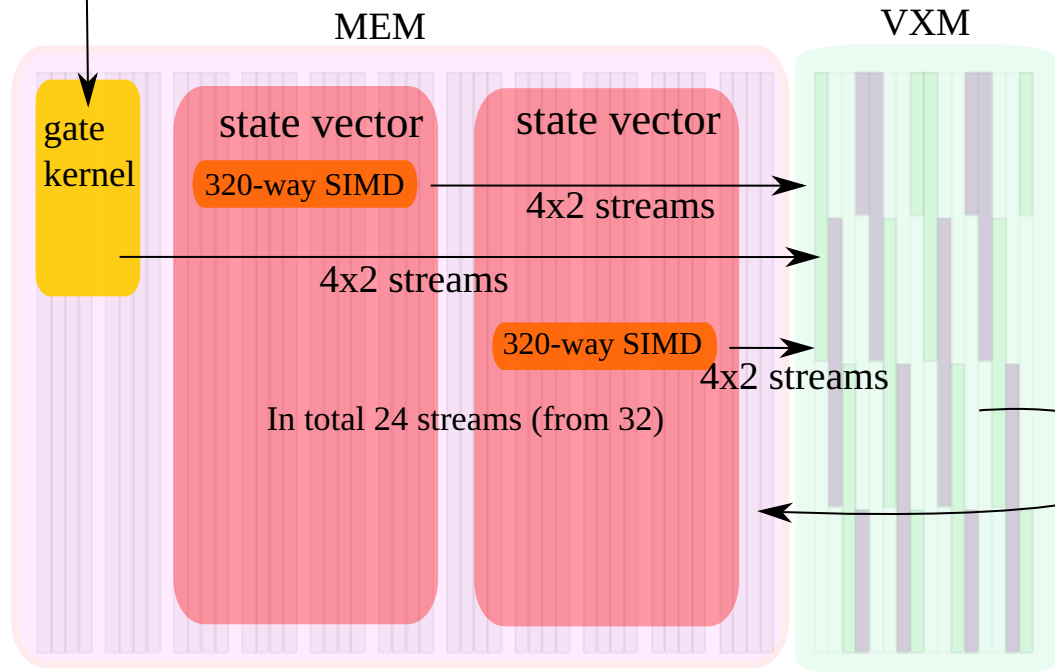 MEM
VXM
gate
kernel
state vector
state vector
320-way SIMD
4x2 streams
4x2 streams
320-way SIMD
4x2 streams
In total 24 streams (from 32)